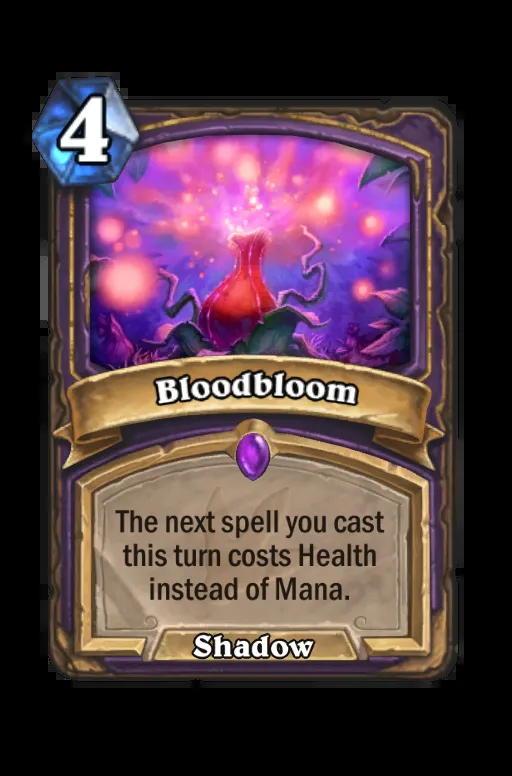 4
Bloodbloom
The next spell you cast
this turn costs Health
instead of Mana.
Shadow